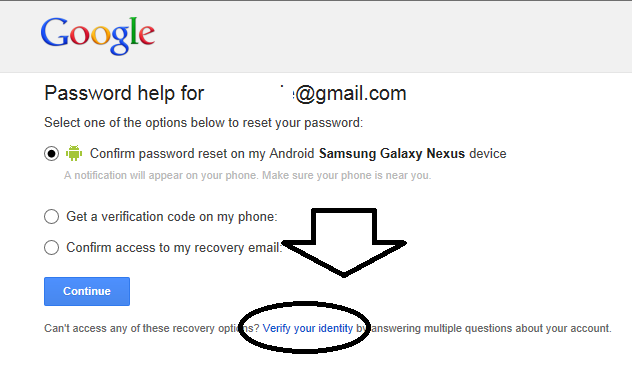 Google
Password help for e@gmail.com
Select one of the options below to reset your password:
Confirm password reset on my Android Samsung Galaxy Nexus device
A notification will appear on your phone. Make sure your phone is near you.
Get a verification code on my phone:
Confirm access to my recovery email:
Continue
Can't access any of these recovery options? Verify your identity by answering multiple questions about your account.